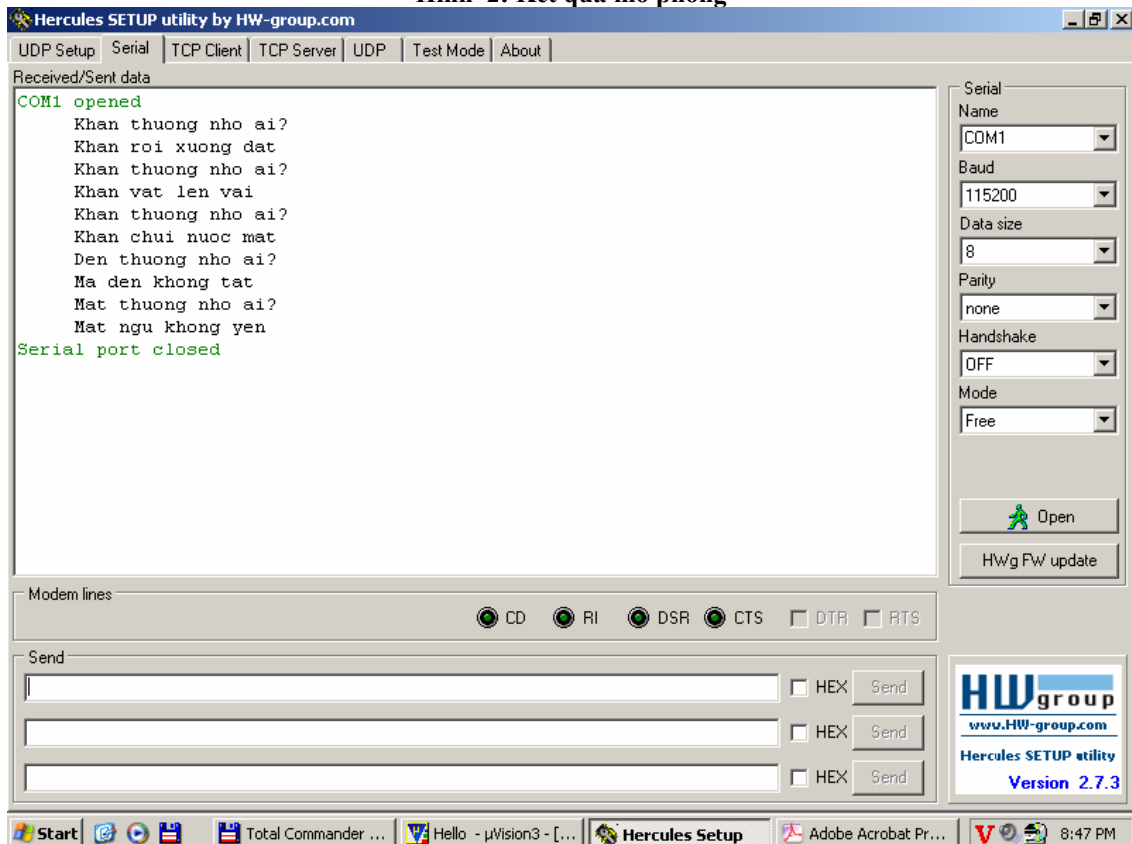 Hercules SETUP utility by HW-group.com
UDP Setup Serial TCP Client TCP Server UDP Test Mode About
Received/Sent data
COM1 opened
Khan thuong nho ai?
Khan roi xuong dat
Khan thuong nho ai?
Khan vat len vai
Khan thuong nho ai?
Khan chui nuoc mat
Den thuong nho ai?
Ma den khong tat
Mat thuong nho ai?
Mat ngu khong yen
Serial port closed
Serial
Name
COM1
Baud
115200
Data size
8
Parity
none
Handshake
OFF
Mode
Free
Open
HWg FW update
Modem lines
CD RI DSR CTS DTR RTS
Send
HEX Send
HEX Send
HEX Send
HW group
www.HW-group.com
Hercules SETUP utility
Version 2.7.3
Start Total Commander ... Hello - µVision3 - [... Hercules Setup Adobe Acrobat Pr... V 8:47 PM